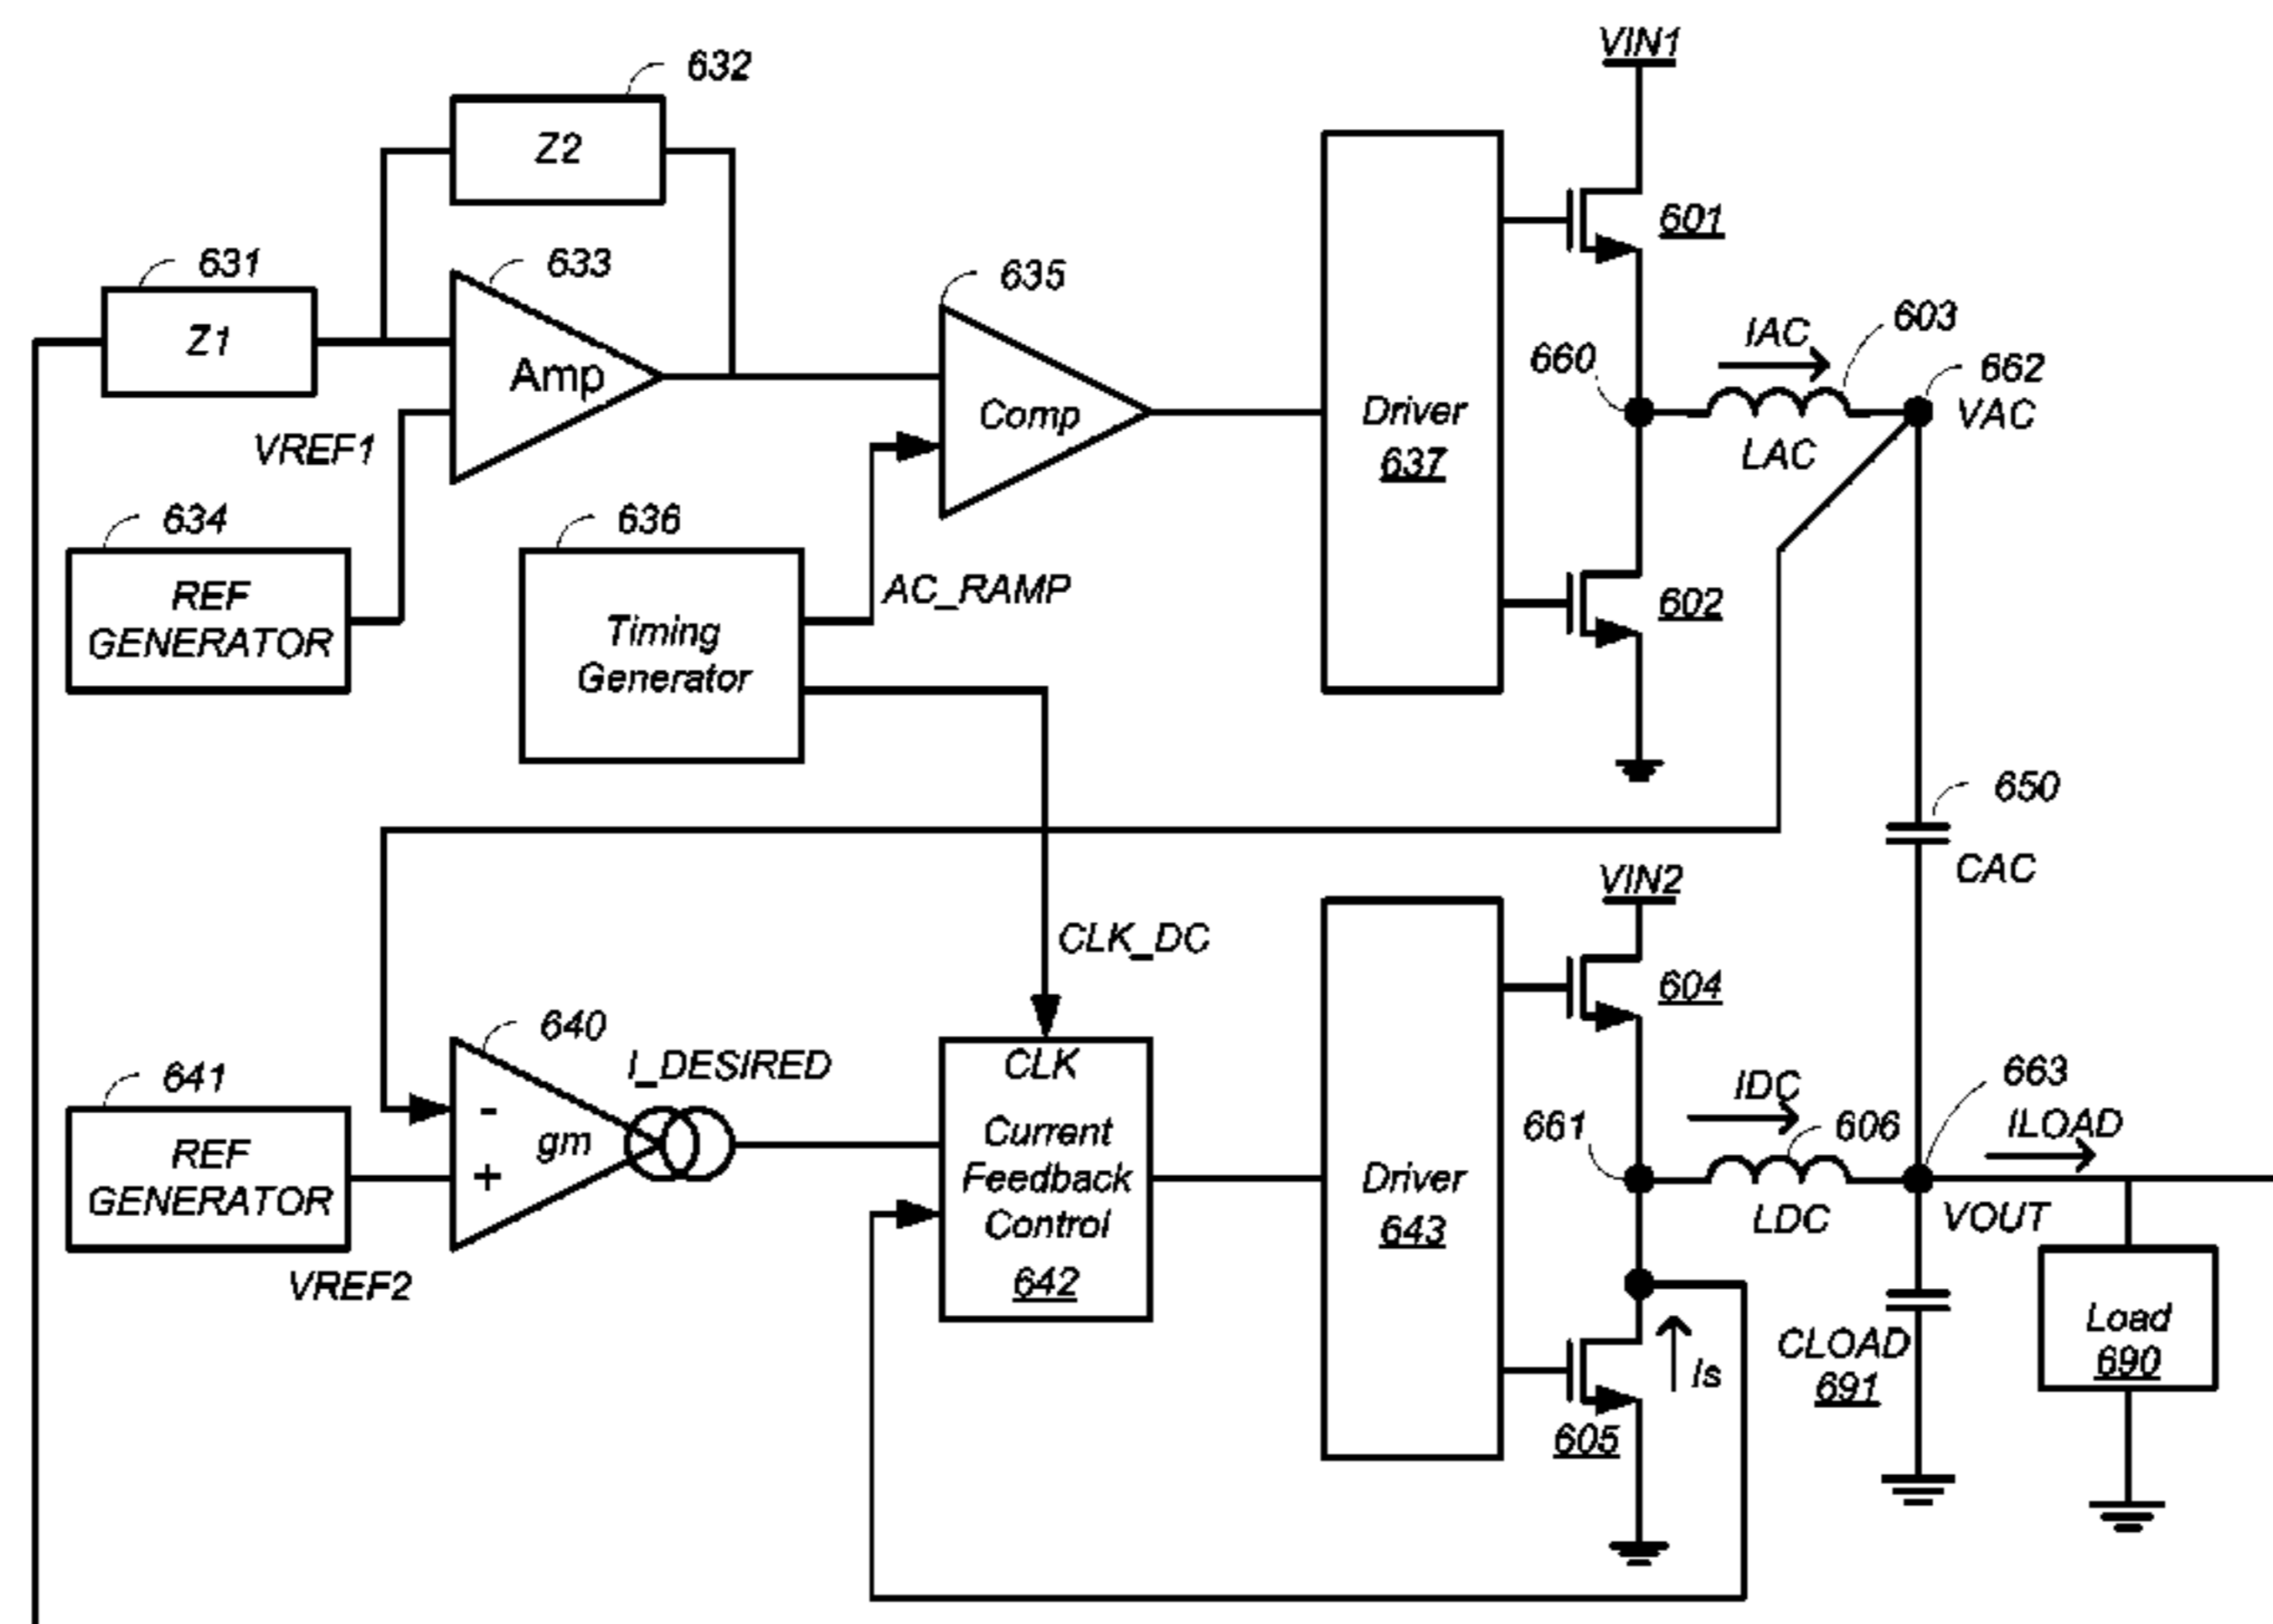 VIN1
632
Z2
601
631
633
635
Z1
Amp
Comp
VREF1
Driver
637
660
IAC
603
LAC
662
VAC
634
REF
GENERATOR
636
Timing
Generator
AC_RAMP
602
650
CAC
VIN2
CLK_DC
604
640
I_DESIRED
641
REF
GENERATOR
VREF2
-
+
gm
CLK
Current
Feedback
Control
642
Driver
643
661
IDC
606
LDC
663
ILOAD
VOUT
Is
605
CLOAD
691
Load
690